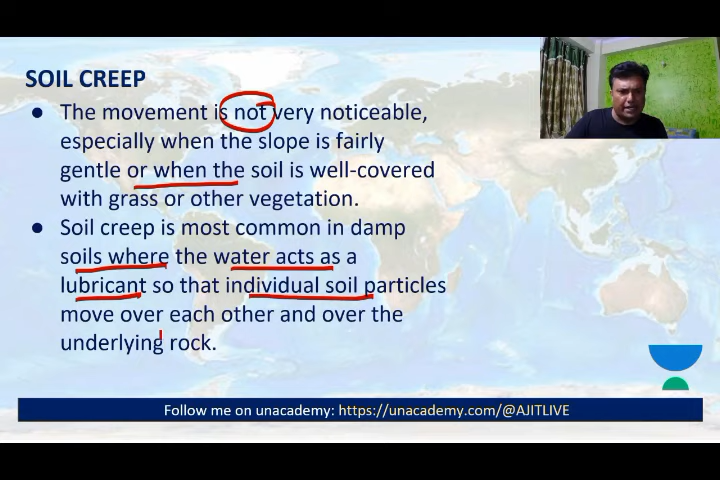 SOIL CREEP
● The movement is not very noticeable,
especially when the slope is fairly
gentle or when the soil is well-covered
with grass or other vegetation.
● Soil creep is most common in damp
soils where the water acts as a
lubricant so that individual soil particles
move over each other and over the
underlying rock.
Follow me on unacademy: https://unacademy.com/@AJITLIVE